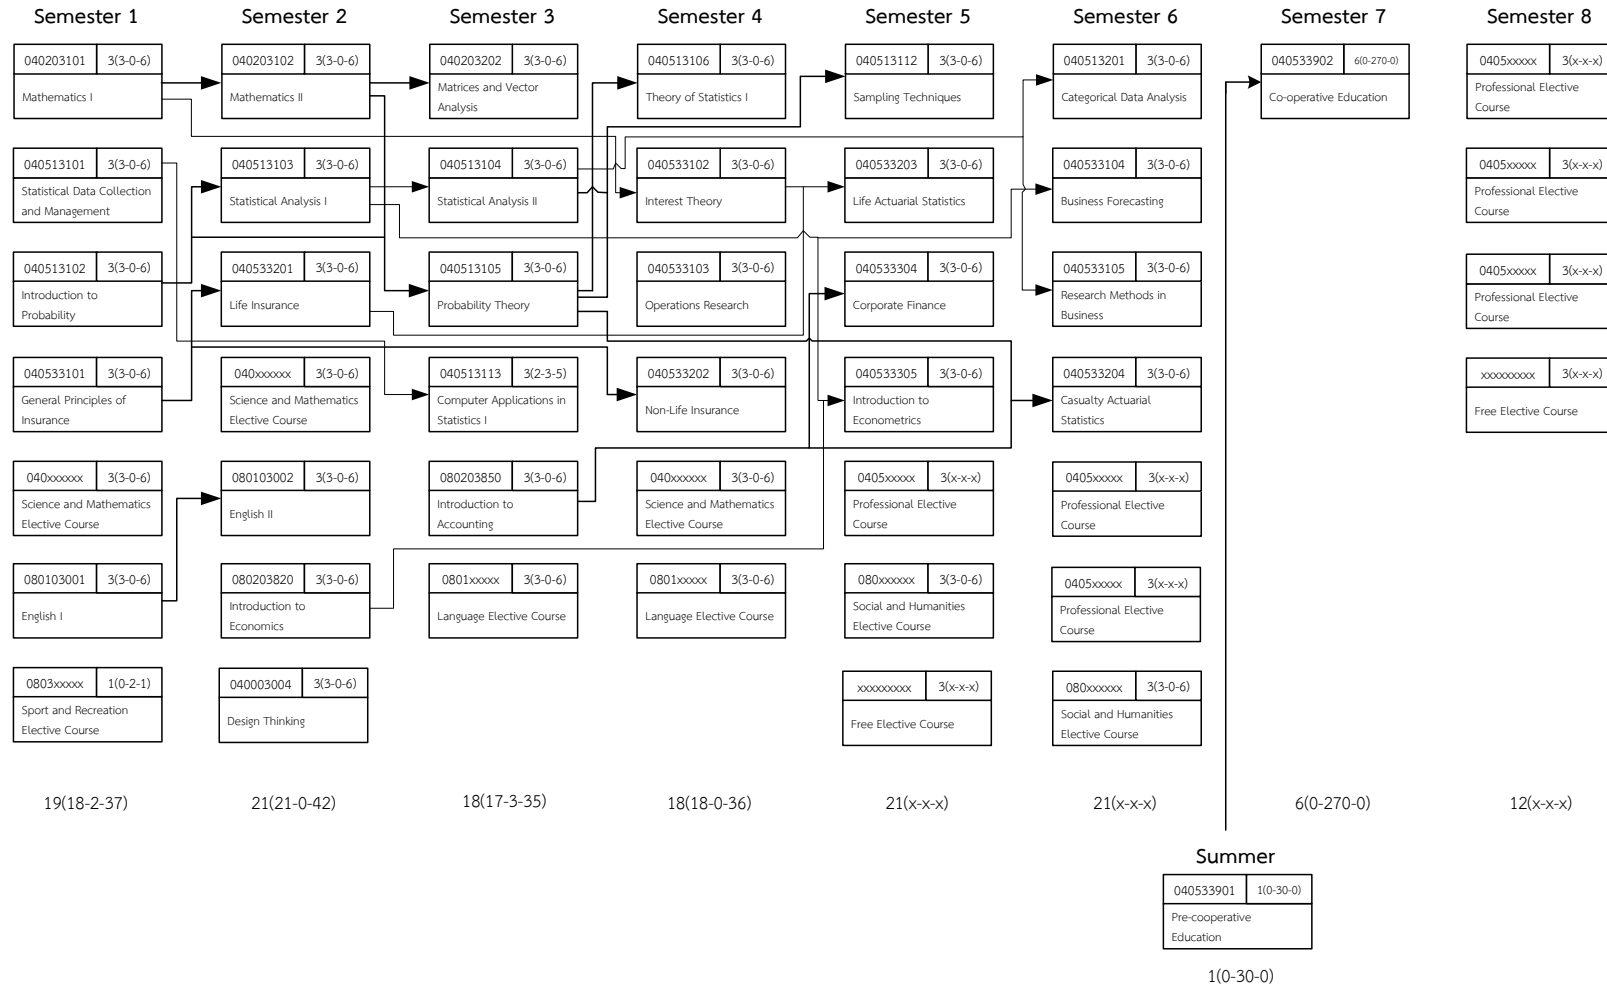 Semester 1
Semester 2
Semester 3
Semester 4
Semester 5
Semester 6
Semester 7
Semester 8
040203101 3(3-0-6)
Mathematics I
040203102 3(3-0-6)
Mathematics II
040203202 3(3-0-6)
Matrices and Vector
Analysis
040513106 3(3-0-6)
Theory of Statistics I
040513112 3(3-0-6)
Sampling Techniques
040513201 3(3-0-6)
Categorical Data Analysis
040533902 6(0-270-0)
Co-operative Education
0405xxxxx 3(x-x-x)
Professional Elective
Course
040513101 3(3-0-6)
Statistical Data Collection
and Management
040513103 3(3-0-6)
Statistical Analysis I
040513104 3(3-0-6)
Statistical Analysis II
040533102 3(3-0-6)
Interest Theory
040533203 3(3-0-6)
Life Actuarial Statistics
040533104 3(3-0-6)
Business Forecasting
0405xxxxx 3(x-x-x)
Professional Elective
Course
040513102 3(3-0-6)
Introduction to
Probability
040533201 3(3-0-6)
Life Insurance
040513105 3(3-0-6)
Probability Theory
040533103 3(3-0-6)
Operations Research
040533304 3(3-0-6)
Corporate Finance
040533105 3(3-0-6)
Research Methods in
Business
0405xxxxx 3(x-x-x)
Professional Elective
Course
040533101 3(3-0-6)
General Principles of
Insurance
040xxxxxx 3(3-0-6)
Science and Mathematics
Elective Course
040513113 3(2-3-5)
Computer Applications in
Statistics I
040533202 3(3-0-6)
Non-Life Insurance
040533305 3(3-0-6)
Introduction to
Econometrics
040533204 3(3-0-6)
Casualty Actuarial
Statistics
xxxxxxxxx 3(x-x-x)
Free Elective Course
040xxxxxx 3(3-0-6)
Science and Mathematics
Elective Course
080103002 3(3-0-6)
English II
080203850 3(3-0-6)
Introduction to
Accounting
040xxxxxx 3(3-0-6)
Science and Mathematics
Elective Course
0405xxxxx 3(x-x-x)
Professional Elective
Course
0405xxxxx 3(x-x-x)
Professional Elective
Course
080103001 3(3-0-6)
English I
080203820 3(3-0-6)
Introduction to
Economics
0801xxxxx 3(3-0-6)
Language Elective Course
0801xxxxx 3(3-0-6)
Language Elective Course
080xxxxxx 3(3-0-6)
Social and Humanities
Elective Course
0405xxxxx 3(x-x-x)
Professional Elective
Course
0803xxxxx 1(0-2-1)
Sport and Recreation
Elective Course
040003004 3(3-0-6)
Design Thinking
xxxxxxxxx 3(x-x-x)
Free Elective Course
080xxxxxx 3(3-0-6)
Social and Humanities
Elective Course
19(18-2-37)
21(21-0-42)
18(17-3-35)
18(18-0-36)
21(x-x-x)
21(x-x-x)
6(0-270-0)
12(x-x-x)
Summer
040533901 1(0-30-0)
Pre-cooperative
Education
1(0-30-0)